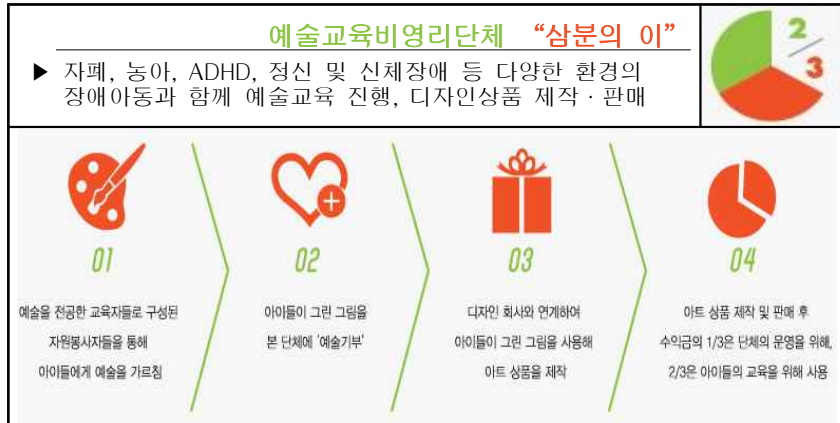 예술교육비영리단체 “삼분의 이”
▶ 자폐, 농아, ADHD, 정신 및 신체장애 등 다양한 환경의
장애아동과 함께 예술교육 진행, 디자인상품 제작 · 판매
2/3
01
예술을 전공한 교육자들로 구성된
자원봉사자들을 통해
아이들에게 예술을 가르침
02
아이들이 그린 그림을
본 단체에 '예술기부'
03
디자인 회사와 연계하여
아이들이 그린 그림을 사용해
아트 상품을 제작
04
아트 상품 제작 및 판매 후
수익금의 1/3은 단체의 운영을 위해,
2/3은 아이들의 교육을 위해 사용